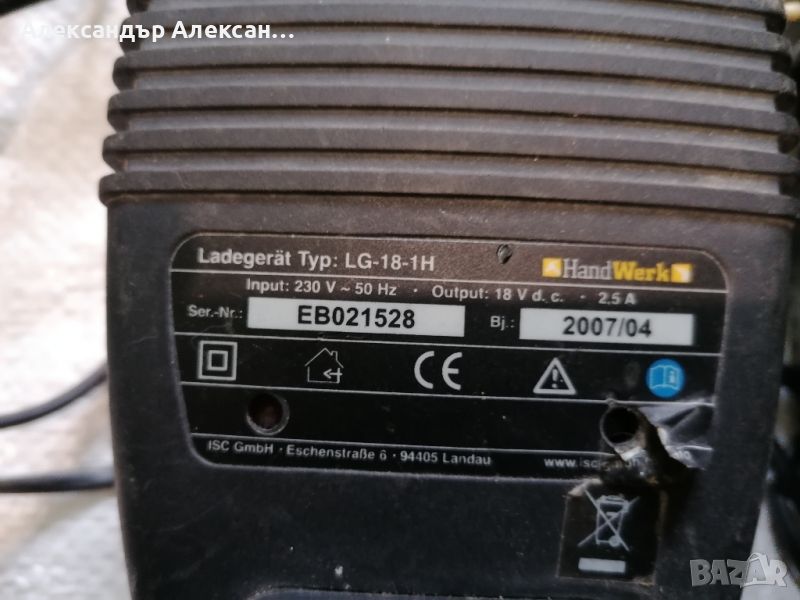 Александър Алексан...
Ladegerät Typ: LG-18-1H
HandWerk
Input: 230 V ~ 50 Hz · Output: 18 V d. c. · 2.5 A
Ser.-Nr.: EB021528 Bj.: 2007/04
CE
ISC GmbH · Eschenstraße 6 · 94405 Landau
BAZAR